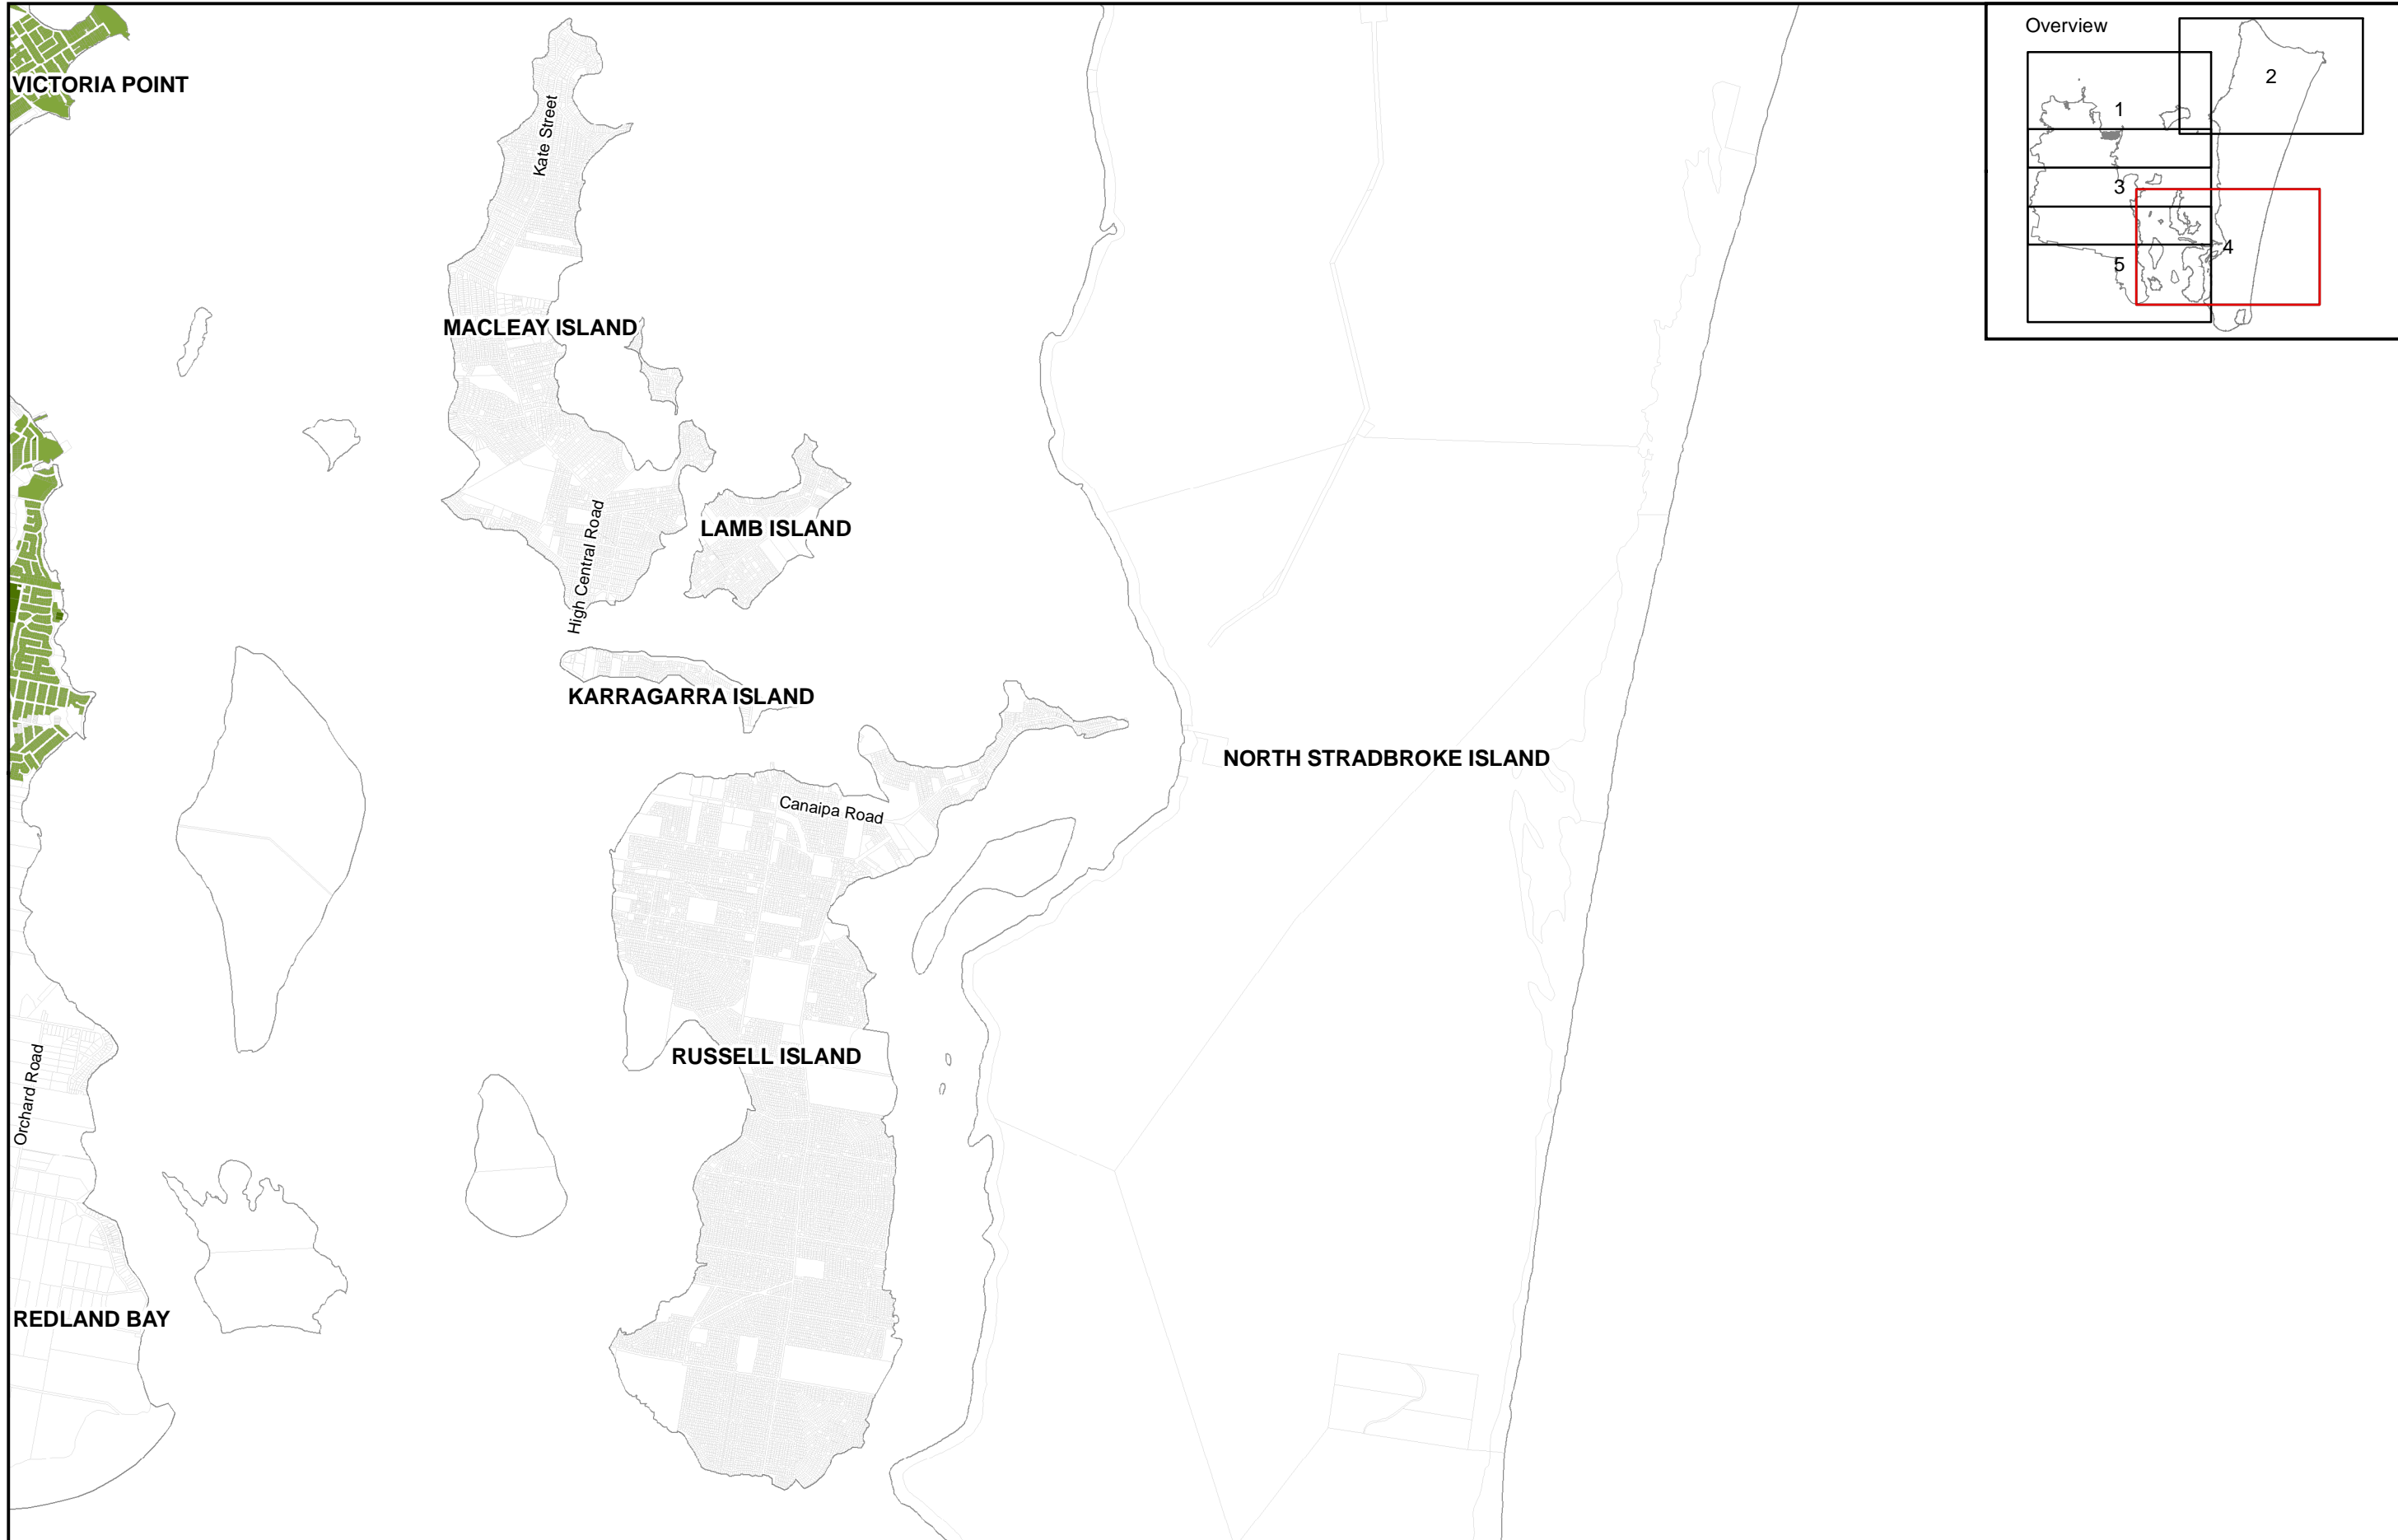 Overview
2
1
3
4
5
VICTORIA POINT
Kate Street
MACLEAY ISLAND
High Central Road
LAMB ISLAND
KARRAGARRA ISLAND
NORTH STRADBROKE ISLAND
Canaipa Road
RUSSELL ISLAND
Orchard Road
REDLAND BAY